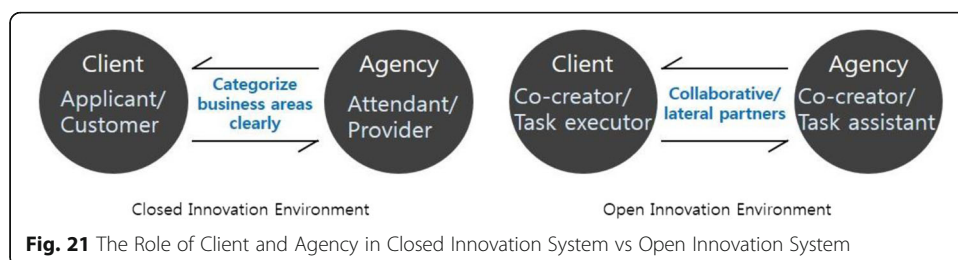 Client
Applicant/
Customer
Categorize
business areas
clearly
Agency
Attendant/
Provider
Closed Innovation Environment
Client
Co-creator/
Task executor
Collaborative/
lateral partners
Agency
Co-creator/
Task assistant
Open Innovation Environment
Fig. 21 The Role of Client and Agency in Closed Innovation System vs Open Innovation System